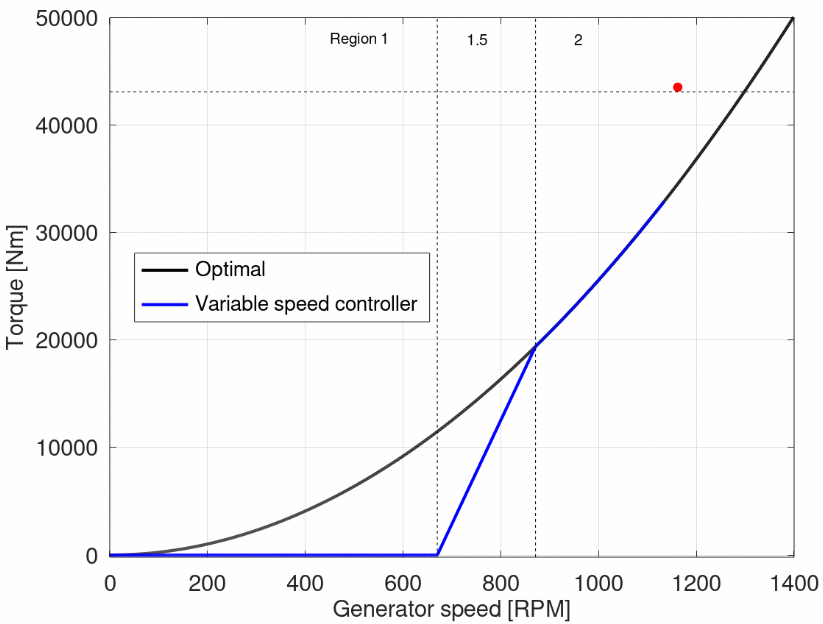 50000
Region 1
1.5
2
40000
30000
Torque [Nm]
Optimal
Variable speed controller
20000
10000
0
0 200 400 600 800 1000 1200 1400
Generator speed [RPM]